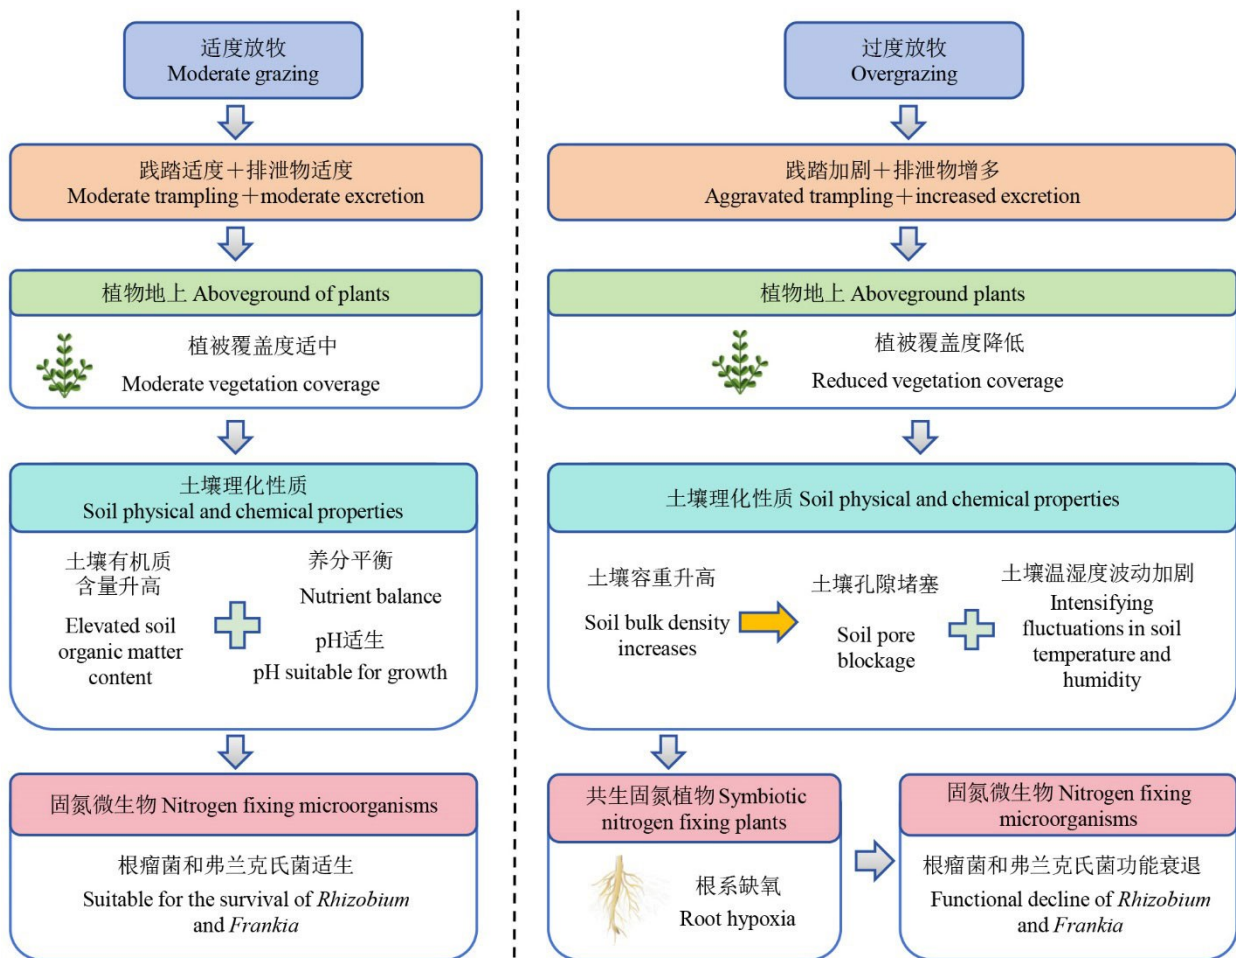 适度放牧
Moderate grazing
践踏适度＋排泄物适度
Moderate trampling＋moderate excretion
植物地上 Aboveground of plants
植被覆盖度适中
Moderate vegetation coverage
土壤理化性质
Soil physical and chemical properties
土壤有机质
含量升高
Elevated soil
organic matter
content
养分平衡
Nutrient balance
pH适生
pH suitable for growth
固氮微生物 Nitrogen fixing microorganisms
根瘤菌和弗兰克氏菌适生
Suitable for the survival of Rhizobium
and Frankia
过度放牧
Overgrazing
践踏加剧＋排泄物增多
Aggravated trampling＋increased excretion
植物地上 Aboveground plants
植被覆盖度降低
Reduced vegetation coverage
土壤理化性质 Soil physical and chemical properties
土壤容重升高
Soil bulk density
increases
土壤孔隙堵塞
Soil pore
blockage
土壤温湿度波动加剧
Intensifying
fluctuations in soil
temperature and
humidity
共生固氮植物 Symbiotic
nitrogen fixing plants
根系缺氧
Root hypoxia
固氮微生物 Nitrogen fixing
microorganisms
根瘤菌和弗兰克氏菌功能衰退
Functional decline of Rhizobium
and Frankia